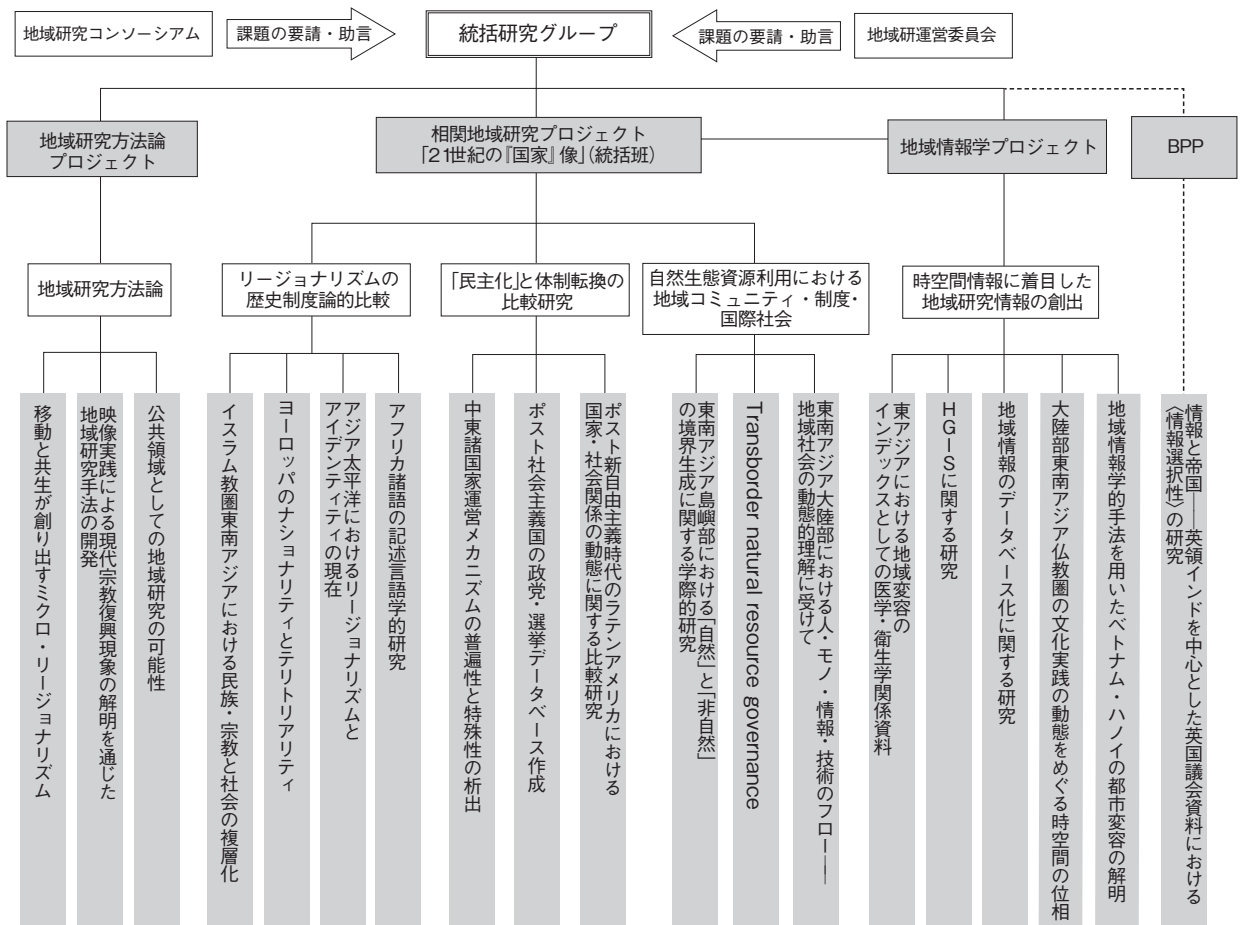 地域研究コンソーシアム
課題の要請・助言
統括研究グループ
課題の要請・助言
地域研運営委員会
地域研究方法論
プロジェクト
相関地域研究プロジェクト
「21世紀の『国家』像」（統括班）
地域情報学プロジェクト
BPP
地域研究方法論
リージョナリズムの
歴史制度論的比較
「民主化」と体制転換の
比較研究
自然生態資源利用における
地域コミュニティ・制度・
国際社会
時空間情報に着目した
地域研究情報の創出
移動と共生が創り出すミクロ・リージョナリズム
映像実践による現代宗教復興現象の解明を通じた
地域研究手法の開発
公共領域としての地域研究の可能性
イスラム教圏東南アジアにおける民族・宗教と社会の複層化
ヨーロッパのナショナリティとテリトリアリティ
アジア太平洋におけるリージョナリズムと
アイデンティティの現在
アフリカ諸語の記述言語学的研究
中東諸国家運営メカニズムの普遍性と特殊性の析出
ポスト社会主義国の政党・選挙データベース作成
ポスト新自由主義時代のラテンアメリカにおける
国家・社会関係の動態に関する比較研究
東南アジア島嶼部における「自然」と「非自然」
の境界生成に関する学際的研究
Transborder natural resource governance
東南アジア大陸部における人・モノ・情報・技術のフロー――
地域社会の動態的理解に受けて
東アジアにおける地域変容の
インデックスとしての医学・衛生学関係資料
HGISに関する研究
地域情報のデータベース化に関する研究
大陸部東南アジア仏教圏の文化実践の動態をめぐる時空間の位相
地域情報学的手法を用いたベトナム・ハノイの都市変容の解明
情報と帝国――英領インドを中心とした英国議会資料における
〈情報選択性〉の研究